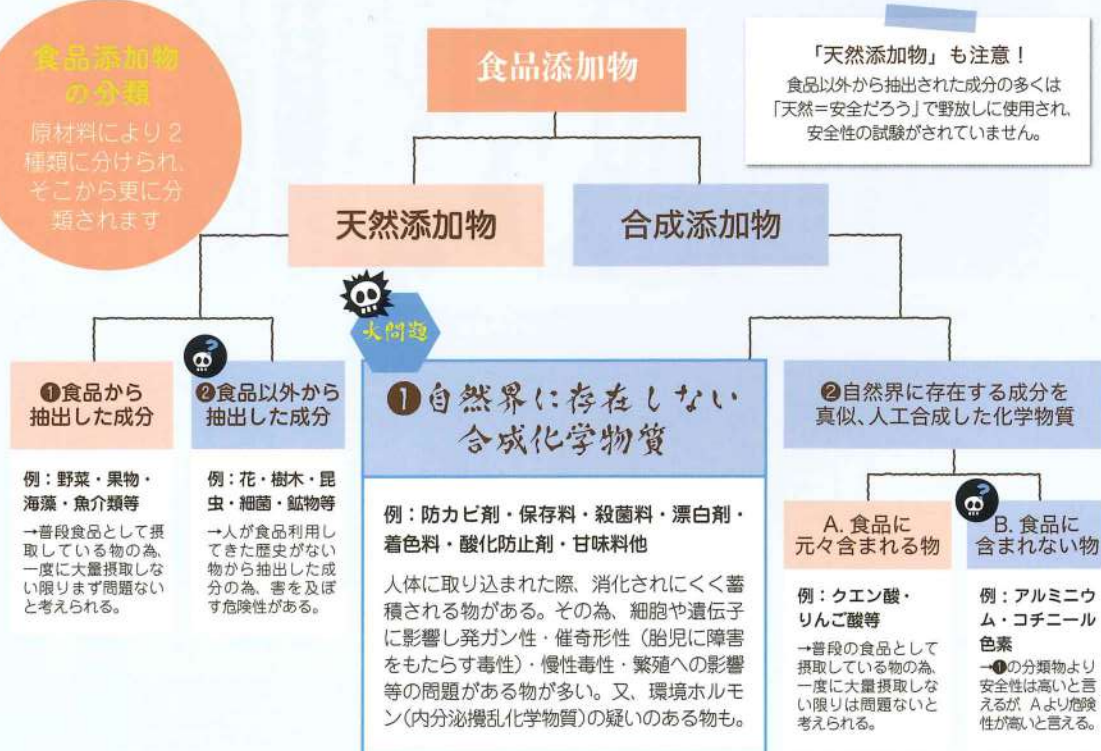 食品添加物
の分類
原材料により2
種類に分けられ、
そこから更に分
類されます
食品添加物
「天然添加物」も注意！
食品以外から抽出された成分の多くは
「天然＝安全だろう」で野放しに使用され、
安全性の試験がされていません。
天然添加物
合成添加物
❶食品から
抽出した成分
例：野菜・果物・
海藻・魚介類等
→普段食品として摂
取している物の為、
一度に大量摂取しな
い限りまず問題ない
と考えられる。
?
❷食品以外から
抽出した成分
例：花・樹木・昆
虫・細菌・鉱物等
→人が食品利用し
てきた歴史がない
物から抽出した成
分の為、害を及ぼ
す危険性がある。
大問題
❶自然界に存在しない
合成化学物質
例：防カビ剤・保存料・殺菌料・漂白剤・
着色料・酸化防止剤・甘味料他
人体に取り込まれた際、消化されにくく蓄
積される物がある。その為、細胞や遺伝子
に影響し発ガン性・催奇形性（胎児に障害
をもたらす毒性）・慢性毒性・繁殖への影響
等の問題がある物が多い。又、環境ホルモ
ン(内分泌攪乱化学物質)の疑いのある物も。
❷自然界に存在する成分を
真似、人工合成した化学物質
A. 食品に
元々含まれる物
例：クエン酸・
りんご酸等
→普段の食品として
摂取している物の為、
一度に大量摂取しな
い限りは問題ないと
考えられる。
?
B. 食品に
含まれない物
例：アルミニウ
ム・コチニール
色素
→❶の分類物より
安全性は高いと言
えるが、Aより危険
性が高いと言える。